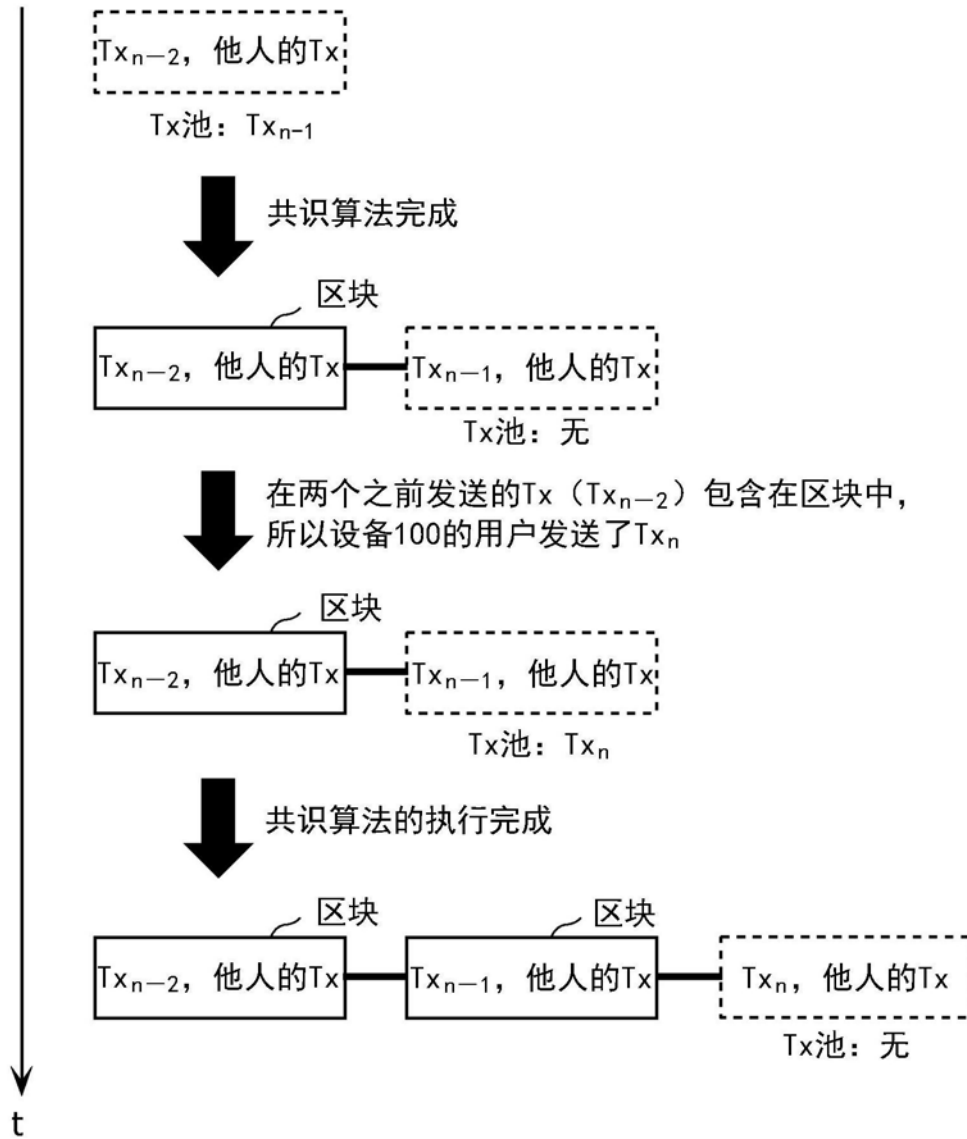 Txₙ₋₂，他人的Tx
Tx池：Txₙ₋₁
共识算法完成
区块
Txₙ₋₂，他人的Tx
Txₙ₋₁，他人的Tx
Tx池：无
在两个之前发送的Tx（Txₙ₋₂）包含在区块中，
所以设备100的用户发送了Txₙ
区块
Txₙ₋₂，他人的Tx
Txₙ₋₁，他人的Tx
Tx池：Txₙ
共识算法的执行完成
区块
区块
Txₙ₋₂，他人的Tx
Txₙ₋₁，他人的Tx
Txₙ，他人的Tx
Tx池：无
t